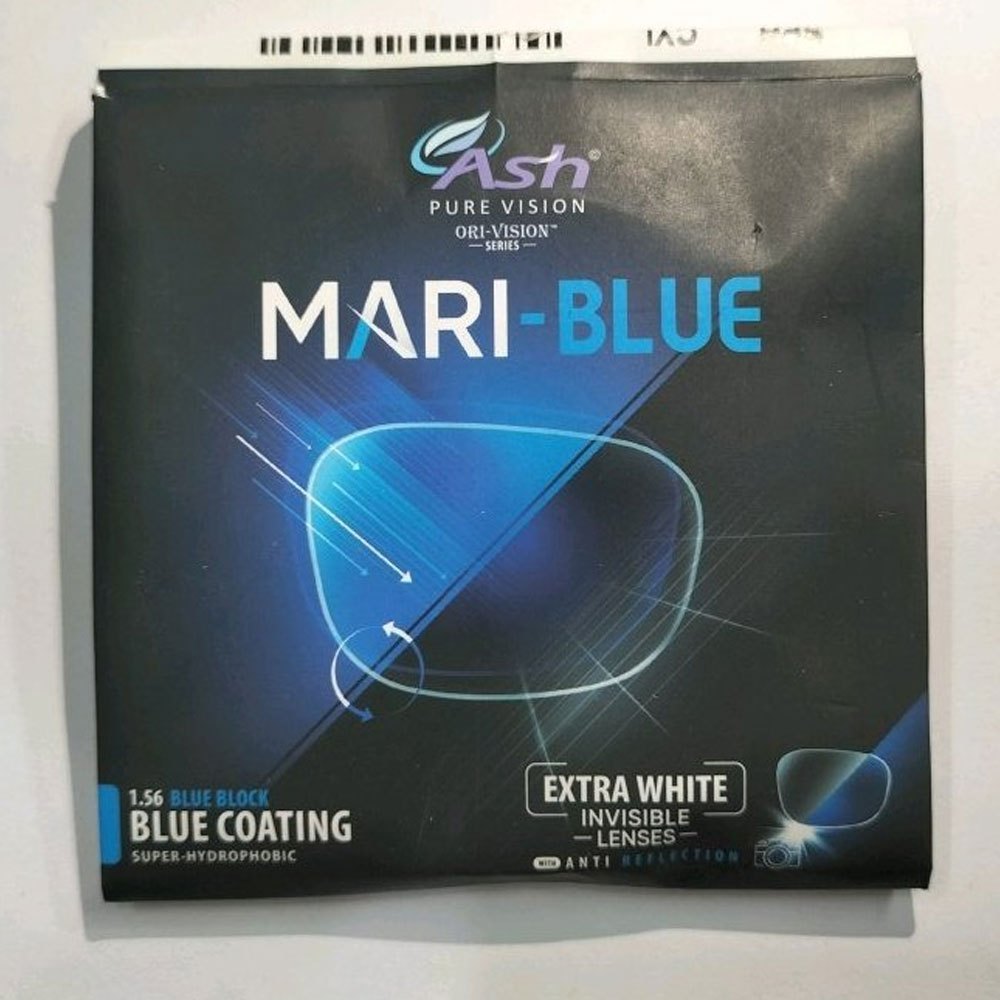 Ash©
PURE VISION
ORI-VISION™
SERIES
MARI-BLUE
1.56 BLUE BLOCK
BLUE COATING
SUPER-HYDROPHOBIC
EXTRA WHITE
INVISIBLE
LENSES
WITH ANTI REFLECTION